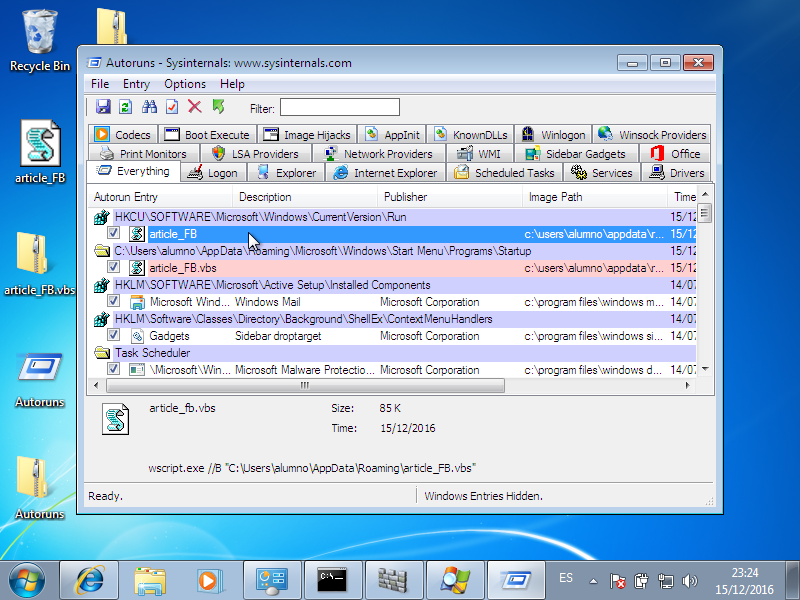 Recycle Bin
article_FB
article_FB.vbs
Autoruns
Autoruns
Autoruns - Sysinternals: www.sysinternals.com
File Entry Options Help
Filter:
Codecs Boot Execute Image Hijacks AppInit KnownDLLs Winlogon Winsock Providers
Print Monitors LSA Providers Network Providers WMI Sidebar Gadgets Office
Everything Logon Explorer Internet Explorer Scheduled Tasks Services Drivers
Autorun Entry Description Publisher Image Path Time
HKCU\SOFTWARE\Microsoft\Windows\CurrentVersion\Run 15/12
article_FB c:\users\alumno\appdata\r... 15/12
C:\Users\alumno\AppData\Roaming\Microsoft\Windows\Start Menu\Programs\Startup 15/12
article_FB.vbs c:\users\alumno\appdata\r... 15/12
HKLM\SOFTWARE\Microsoft\Active Setup\Installed Components 14/07
Microsoft Wind... Windows Mail Microsoft Corporation c:\program files\windows m... 14/07
HKLM\Software\Classes\Directory\Background\ShellEx\ContextMenuHandlers 14/07
Gadgets Sidebar droptarget Microsoft Corporation c:\program files\windows si... 14/07
Task Scheduler
\Microsoft\Win... Microsoft Malware Protectio... Microsoft Corporation c:\program files\windows d... 14/07
article_fb.vbs Size: 85 K
Time: 15/12/2016
wscript.exe //B "C:\Users\alumno\AppData\Roaming\article_FB.vbs"
Ready. Windows Entries Hidden.
ES
23:24
15/12/2016